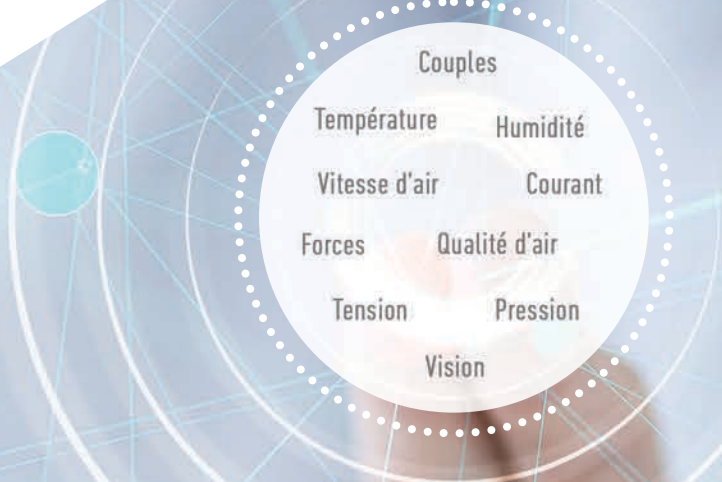 Couples
Température Humidité
Vitesse d'air Courant
Forces Qualité d'air
Tension Pression
Vision